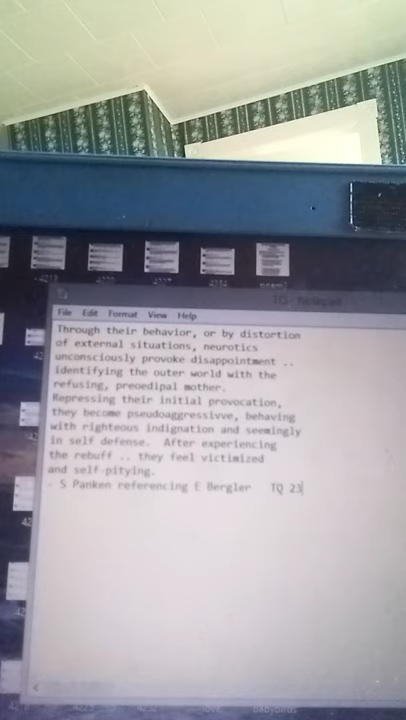 TQ - Notepad
File Edit Format View Help
Through their behavior, or by distortion
of external situations, neurotics
unconsciously provoke disappointment ..
identifying the outer world with the
refusing, preoedipal mother.
Repressing their initial provocation,
they become pseudoaggressivve, behaving
with righteous indignation and seemingly
in self defense.  After experiencing
the rebuff .. they feel victimized
and self-pitying.
- S Panken referencing E Bergler   TQ 23